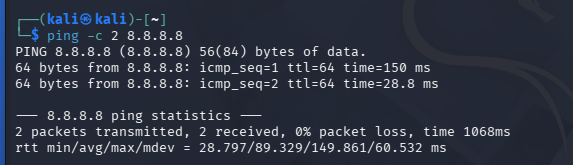 ┌──(kali㉿kali)-[~]
└─$ ping -c 2 8.8.8.8
PING 8.8.8.8 (8.8.8.8) 56(84) bytes of data.
64 bytes from 8.8.8.8: icmp_seq=1 ttl=64 time=150 ms
64 bytes from 8.8.8.8: icmp_seq=2 ttl=64 time=28.8 ms

--- 8.8.8.8 ping statistics ---
2 packets transmitted, 2 received, 0% packet loss, time 1068ms
rtt min/avg/max/mdev = 28.797/89.329/149.861/60.532 ms